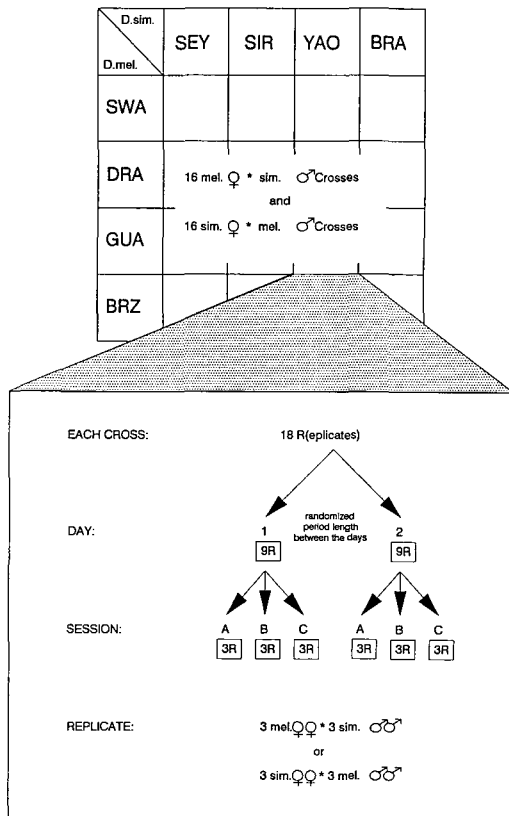 D.sim.
D.mel.
SEY SIR YAO BRA
SWA
DRA
16 mel. ♀ * sim. ♂ Crosses
and
GUA
16 sim. ♀ * mel. ♂ Crosses
BRZ
EACH CROSS: 18 R(eplicates)
DAY: 1 randomized period length between the days 2
9R 9R
SESSION: A B C A B C
3R 3R 3R 3R 3R 3R
REPLICATE: 3 mel.♀♀ * 3 sim. ♂♂
or
3 sim.♀♀ * 3 mel. ♂♂